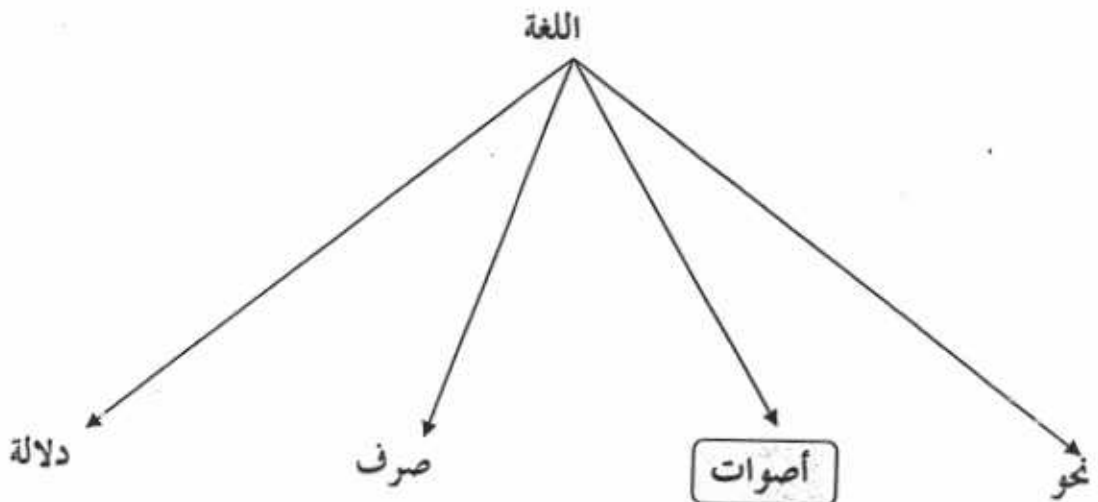 اللغة
نحو
أصوات
صرف
دلالة